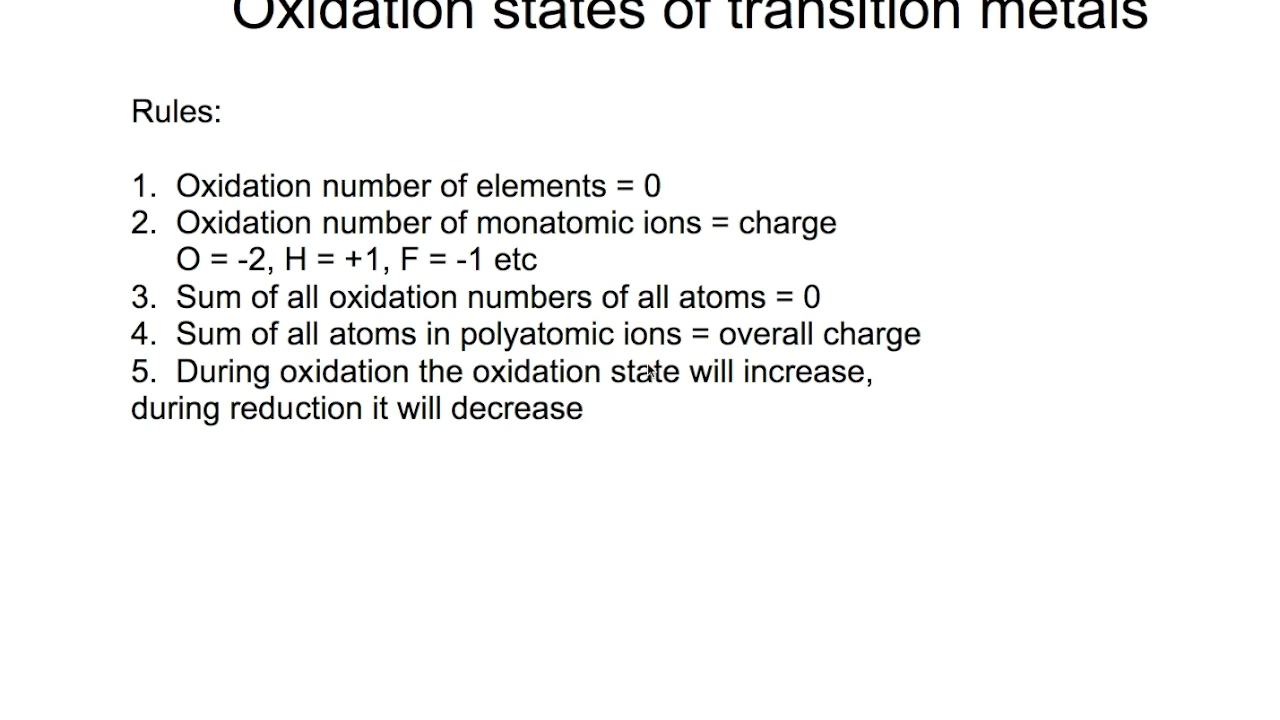 Oxidation states of transition metals
Rules:
1. Oxidation number of elements = 0
2. Oxidation number of monatomic ions = charge
O = -2, H = +1, F = -1 etc
3. Sum of all oxidation numbers of all atoms = 0
4. Sum of all atoms in polyatomic ions = overall charge
5. During oxidation the oxidation state will increase,
during reduction it will decrease